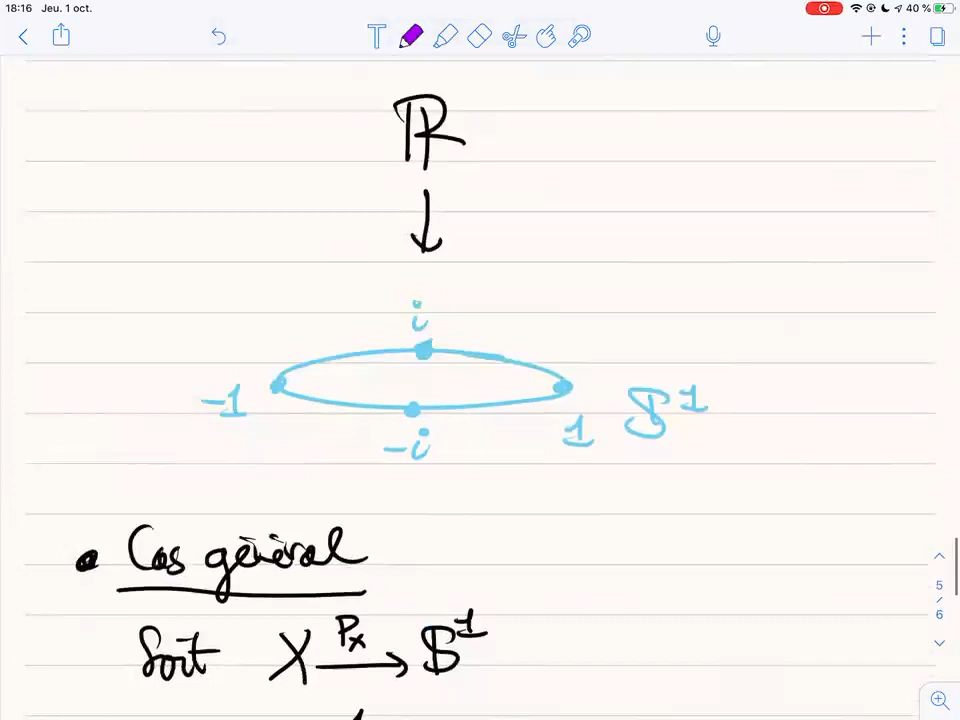 18:16 Jeu. 1 oct. 40 %
ℝ
↓
i
-1
-i
1 𝕊¹
• Cas général
Soit X →^{P_X} 𝕊¹
5
/
6